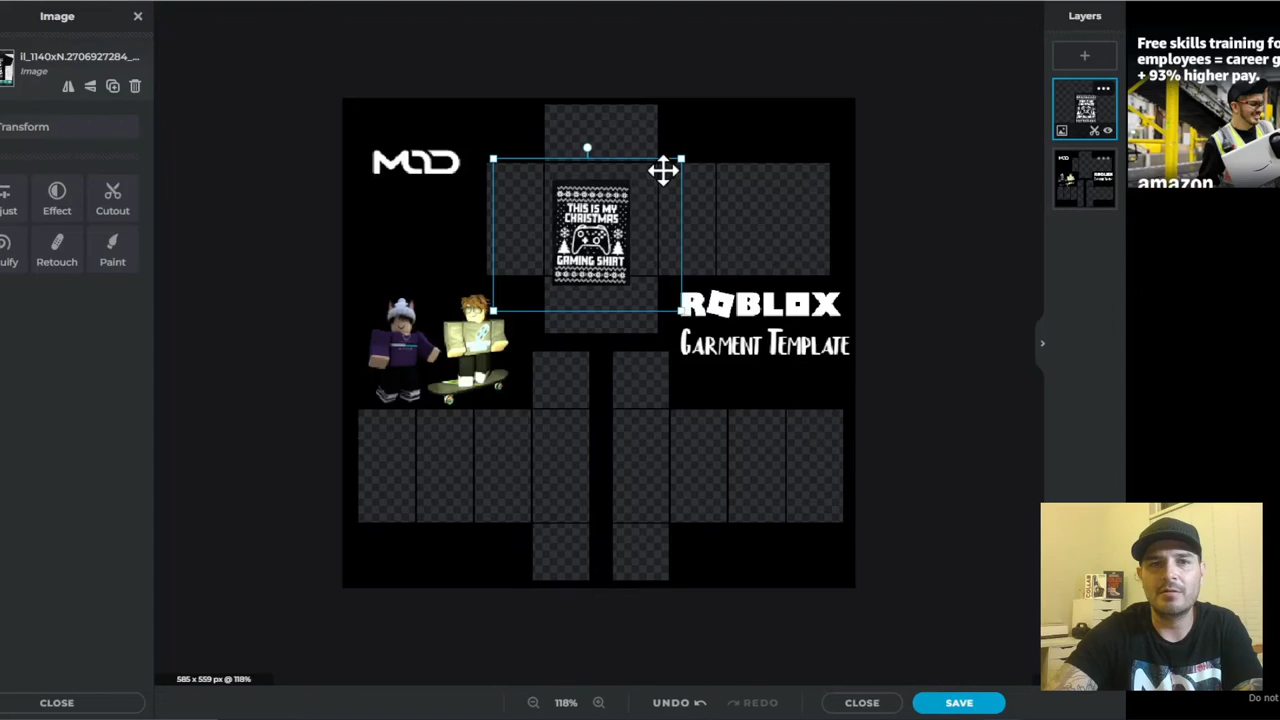 Image
Layers
il_1140xN.2706927284_...
Image
Transform
Effect
Cutout
Retouch
Paint
CLOSE
MOD
THIS IS MY
CHRISTMAS
GAMING SHIRT
ROBLOX
GARMENT TEMPLATE
585 x 559 px @ 118%
118%
UNDO
REDO
CLOSE
SAVE
Free skills training fo
employees = career g
+ 93% higher pay.
amazon
Do not